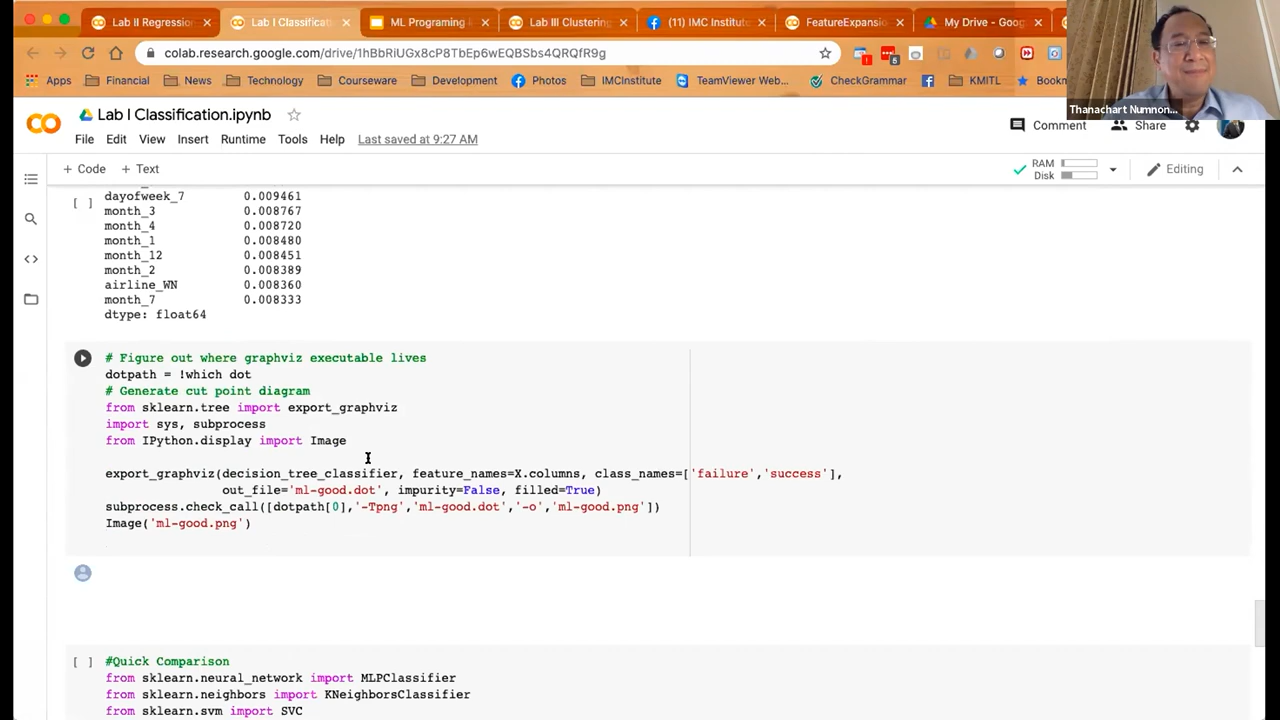 Lab II Regression
Lab I Classificati
ML Programing
Lab III Clustering
(11) IMC Institut
FeatureExpansio
My Drive - Goog
colab.research.google.com/drive/1hBbRiUGx8cP8TbEp6wEQBSbs4QRQfR9g
Apps Financial News Technology Courseware Development Photos IMCInstitute TeamViewer Web... CheckGrammar KMITL Bookm
Thanachart Numnon...
Lab I Classification.ipynb
Comment Share
File Edit View Insert Runtime Tools Help Last saved at 9:27 AM
+ Code + Text
RAM
Disk
Editing
dayofweek_7 0.009461
[ ]
month_3 0.008767
month_4 0.008720
month_1 0.008480
month_12 0.008451
month_2 0.008389
airline_WN 0.008360
month_7 0.008333
dtype: float64
# Figure out where graphviz executable lives
dotpath = !which dot
# Generate cut point diagram
from sklearn.tree import export_graphviz
import sys, subprocess
from IPython.display import Image
export_graphviz(decision_tree_classifier, feature_names=X.columns, class_names=['failure','success'],
out_file='ml-good.dot', impurity=False, filled=True)
subprocess.check_call([dotpath[0],'-Tpng','ml-good.dot','-o','ml-good.png'])
Image('ml-good.png')
[ ] #Quick Comparison
from sklearn.neural_network import MLPClassifier
from sklearn.neighbors import KNeighborsClassifier
from sklearn.svm import SVC